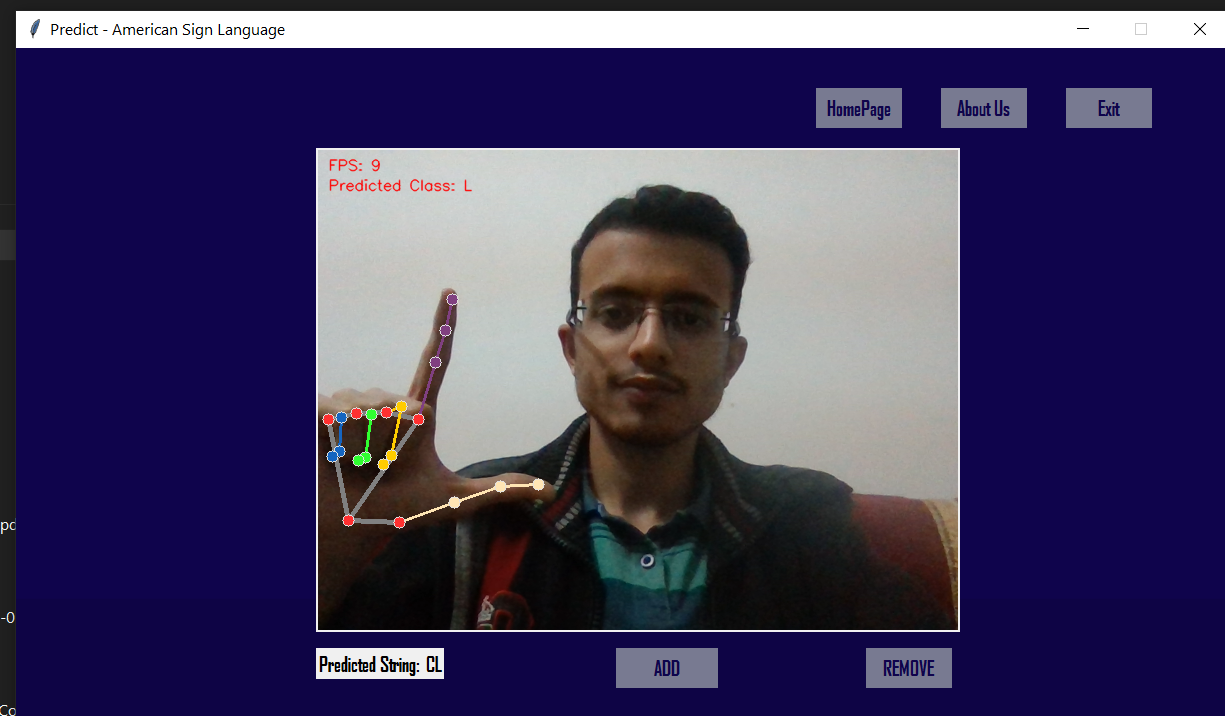 Predict - American Sign Language
HomePage
About Us
Exit
FPS: 9
Predicted Class: L
Predicted String: CL
ADD
REMOVE